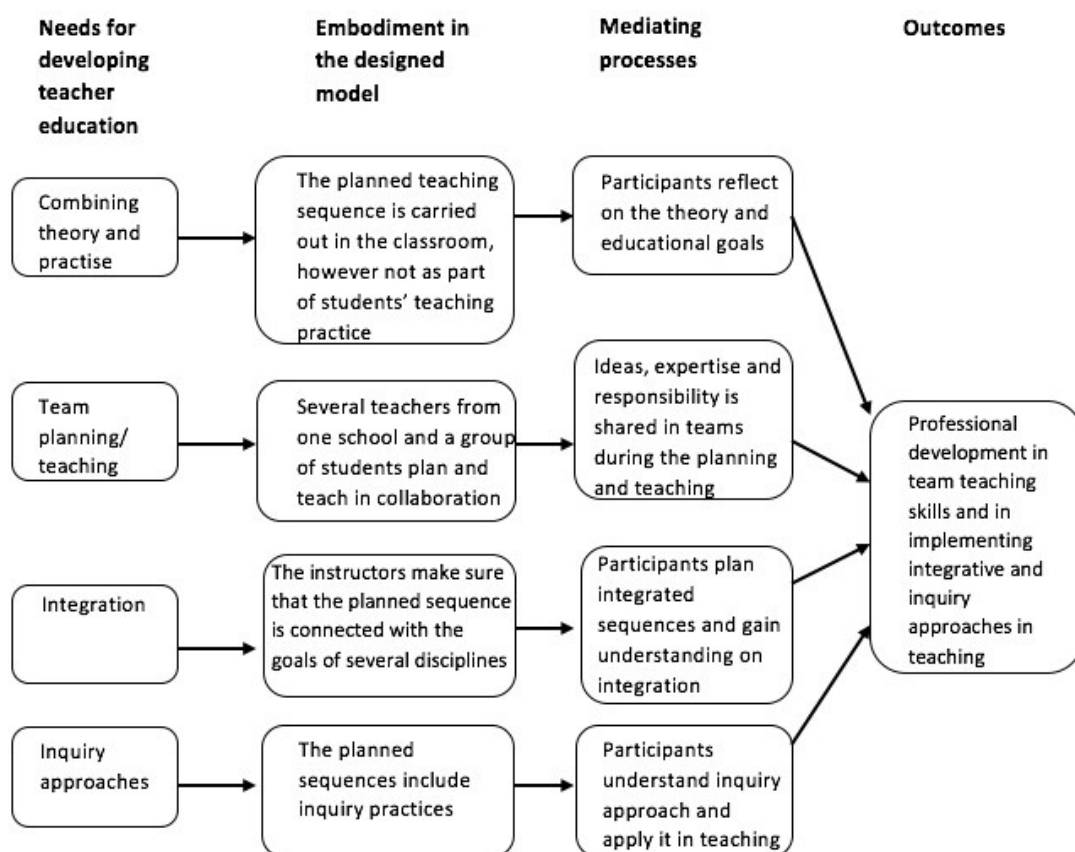 Needs for
developing
teacher
education
Embodiment in
the designed
model
Mediating
processes
Outcomes
Combining
theory and
practise
The planned teaching
sequence is carried
out in the classroom,
however not as part
of students’ teaching
practice
Participants reflect
on the theory and
educational goals
Team
planning/
teaching
Several teachers from
one school and a group
of students plan and
teach in collaboration
Ideas, expertise and
responsibility is
shared in teams
during the planning
and teaching
Professional
development in
team teaching
skills and in
implementing
integrative and
inquiry
approaches in
teaching
Integration
The instructors make sure
that the planned sequence
is connected with the
goals of several disciplines
Participants plan
integrated
sequences and gain
understanding on
integration
Inquiry
approaches
The planned
sequences include
inquiry practices
Participants
understand inquiry
approach and
apply it in teaching